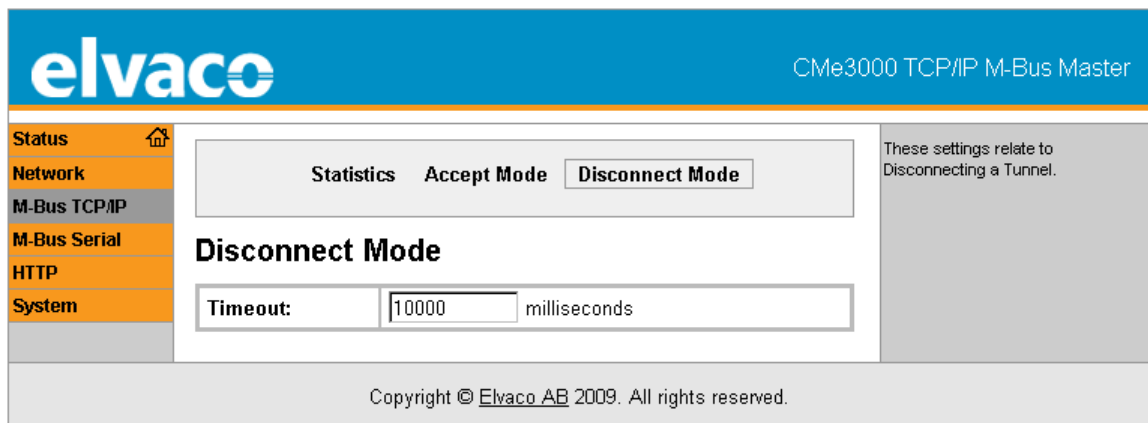 elvaco
CMe3000 TCP/IP M-Bus Master
Status
Network
M-Bus TCP/IP
M-Bus Serial
HTTP
System
Statistics Accept Mode Disconnect Mode
Disconnect Mode
Timeout: 10000 milliseconds
These settings relate to
Disconnecting a Tunnel.
Copyright © Elvaco AB 2009. All rights reserved.